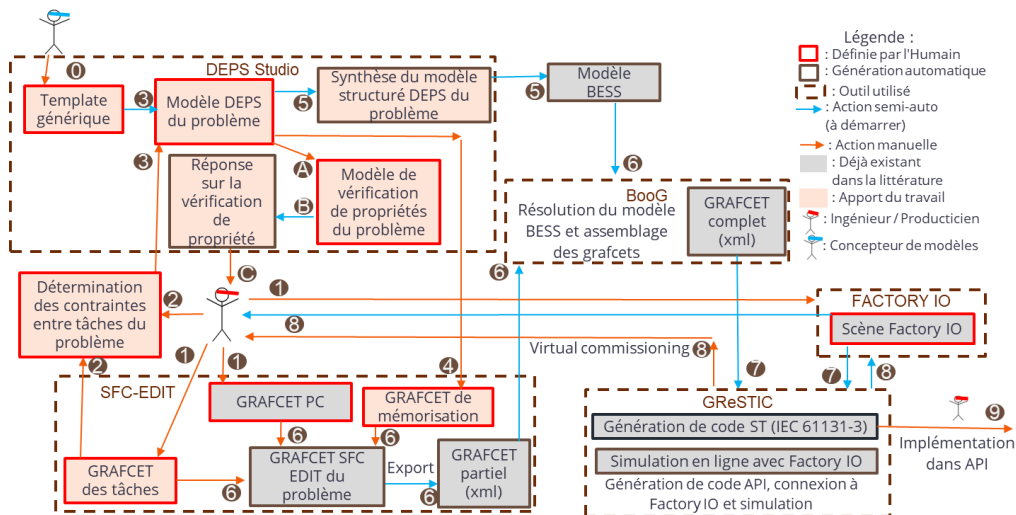 0
DEPS Studio
Template
générique
3
Modèle DEPS
du problème
5
Synthèse du modèle
structuré DEPS du
problème
5
Modèle
BESS
Légende :
: Définie par l'Humain
: Génération automatique
: Outil utilisé
: Action semi-auto
(à démarrer)
: Action manuelle
: Déjà existant
dans la littérature
: Apport du travail
: Ingénieur / Producticien
: Concepteur de modèles
3
Réponse
sur la
vérification
de
propriété
A
B
Modèle de
vérification
de propriétés
du problème
6
BooG
Résolution du modèle
BESS et assemblage
des grafcets
GRAFCET
complet
(xml)
C
6
Détermination
des contraintes
entre tâches du
problème
2
1
8
FACTORY IO
Scène Factory IO
Virtual commissioning
8
1
1
2
4
7
7
8
SFC-EDIT
GRAFCET PC
GRAFCET de
mémorisation
6
6
GRAFCET
des tâches
6
GRAFCET SFC
EDIT du
problème
Export
6
GRAFCET
partiel
(xml)
GReSTIC
Génération de code ST (IEC 61131-3)
Simulation en ligne avec Factory IO
Génération de code API, connexion à
Factory IO et simulation
9
Implémentation
dans API